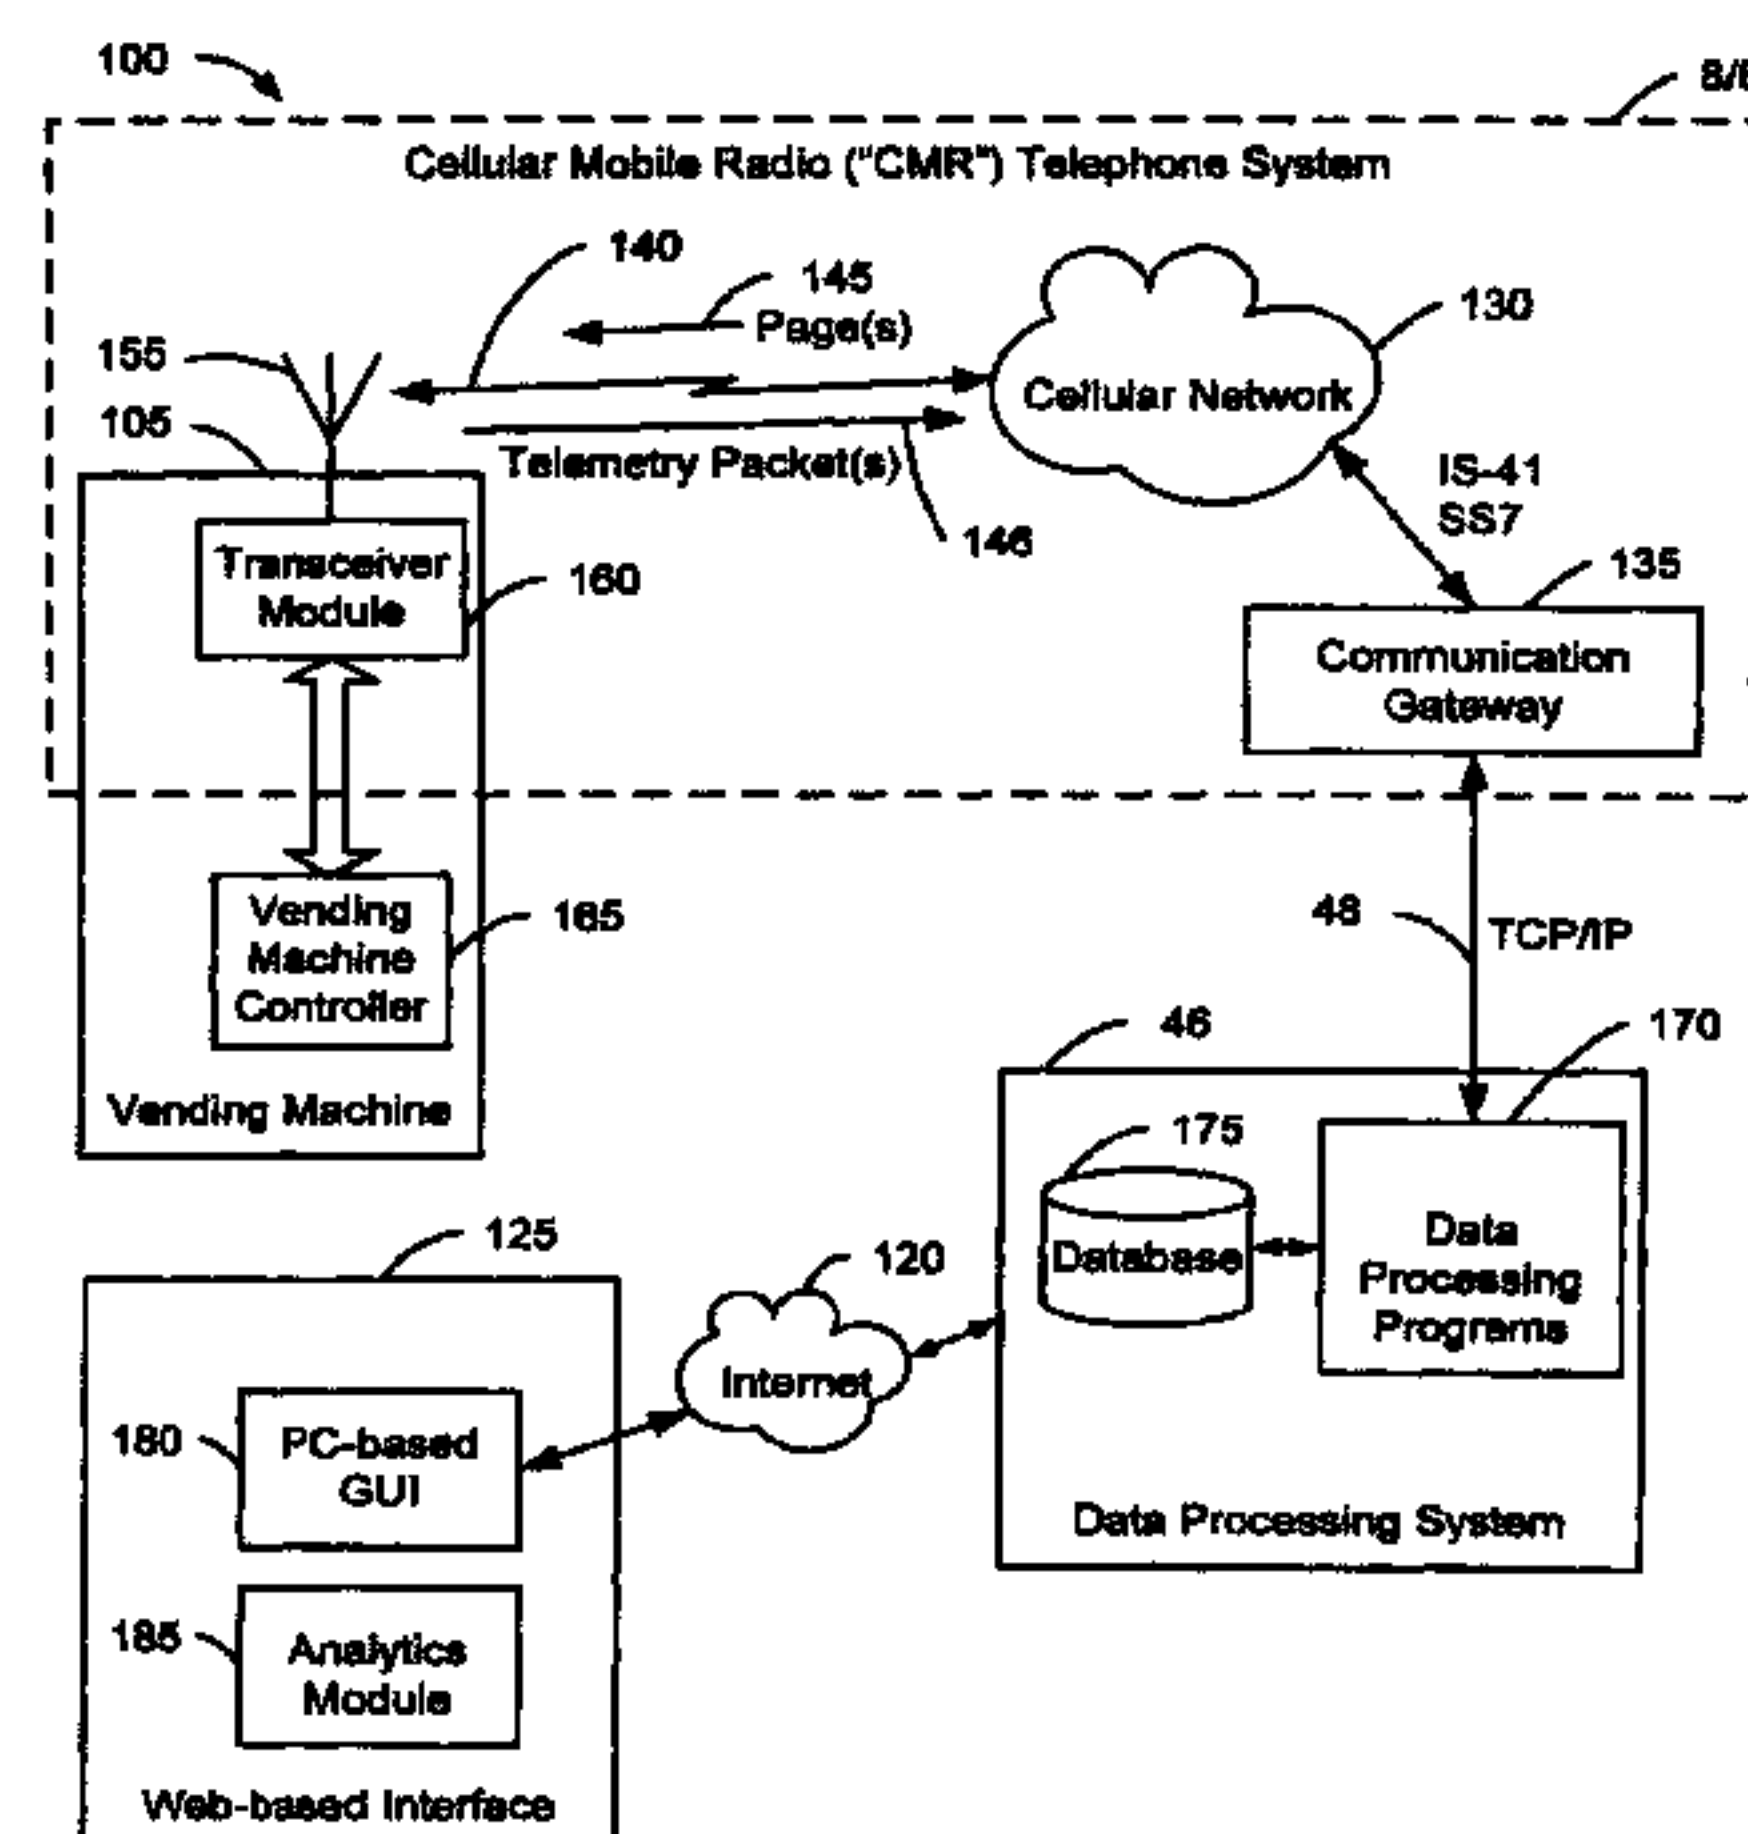 100
8/
Cellular Mobile Radio ("CMR") Telephone System
140
145
Page(s)
130
155
Cellular Network
105
Telemetry Packet(s)
IS-41
SS7
146
135
Transceiver
Module
160
Communication
Gateway
Vending
Machine
Controller
165
48
TCP/IP
46
170
Vending Machine
175
125
120
Database
Data
Processing
Programs
Internet
180
PC-based
GUI
Data Processing System
185
Analytics
Module
Web-based Interface